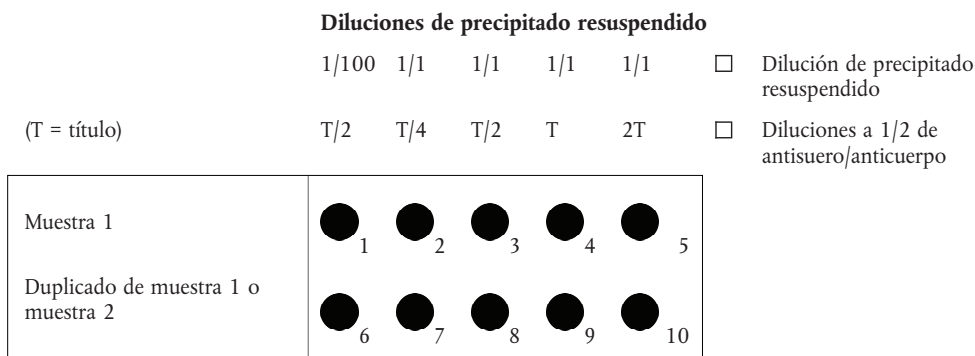 Diluciones de precipitado resuspendido
1/100 1/1 1/1 1/1 1/1 □ Dilución de precipitado
resuspendido
(T = título) T/2 T/4 T/2 T 2T □ Diluciones a 1/2 de
antisuero/anticuerpo
Muestra 1
1 2 3 4 5
Duplicado de muestra 1 o
muestra 2
6 7 8 9 10